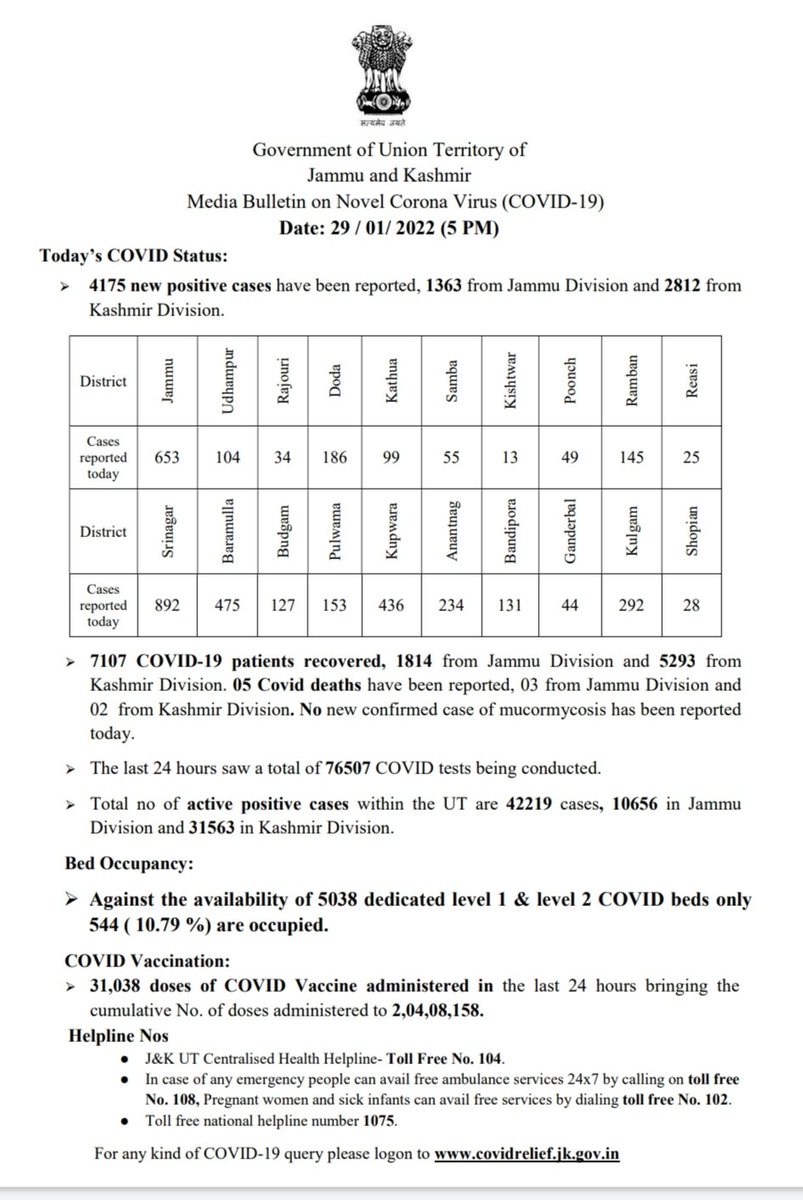 सत्यमेव जयते
Government of Union Territory of
Jammu and Kashmir
Media Bulletin on Novel Corona Virus (COVID-19)
Date: 29 / 01/ 2022 (5 PM)
Today’s COVID Status:
➢ 4175 new positive cases have been reported, 1363 from Jammu Division and 2812 from
Kashmir Division.
District Jammu Udhampur Rajouri Doda Kathua Samba Kishtwar Poonch Ramban Reasi
Cases
reported
today 653 104 34 186 99 55 13 49 145 25
District Srinagar Baramulla Budgam Pulwama Kupwara Anantnag Bandipora Ganderbal Kulgam Shopian
Cases
reported
today 892 475 127 153 436 234 131 44 292 28
➢ 7107 COVID-19 patients recovered, 1814 from Jammu Division and 5293 from
Kashmir Division. 05 Covid deaths have been reported, 03 from Jammu Division and
02 from Kashmir Division. No new confirmed case of mucormycosis has been reported
today.
➢ The last 24 hours saw a total of 76507 COVID tests being conducted.
➢ Total no of active positive cases within the UT are 42219 cases, 10656 in Jammu
Division and 31563 in Kashmir Division.
Bed Occupancy:
➢ Against the availability of 5038 dedicated level 1 & level 2 COVID beds only
544 ( 10.79 %) are occupied.
COVID Vaccination:
➢ 31,038 doses of COVID Vaccine administered in the last 24 hours bringing the
cumulative No. of doses administered to 2,04,08,158.
Helpline Nos
● J&K UT Centralised Health Helpline- Toll Free No. 104.
● In case of any emergency people can avail free ambulance services 24x7 by calling on toll free
No. 108, Pregnant women and sick infants can avail free services by dialing toll free No. 102.
● Toll free national helpline number 1075.
For any kind of COVID-19 query please logon to www.covidrelief.jk.gov.in